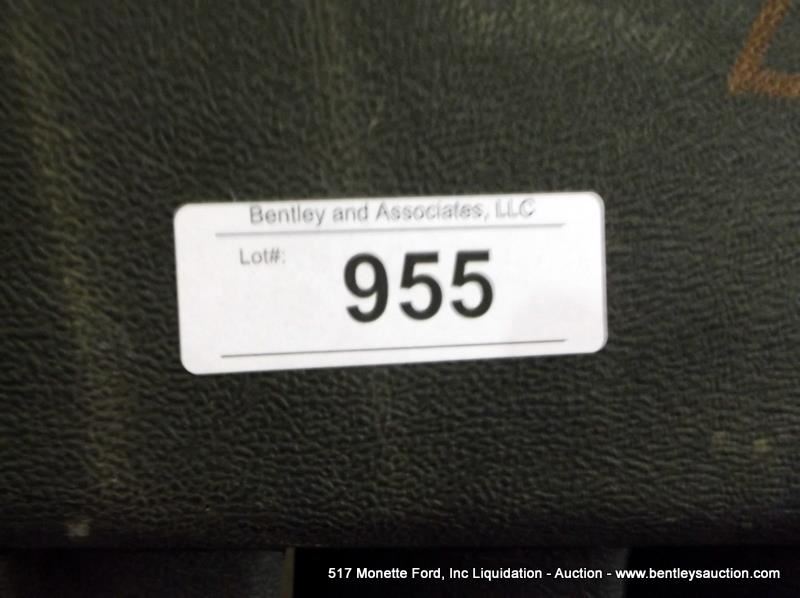 Bentley and Associates, LLC
Lot#:
955
517 Monette Ford, Inc Liquidation - Auction - www.bentleysauction.com